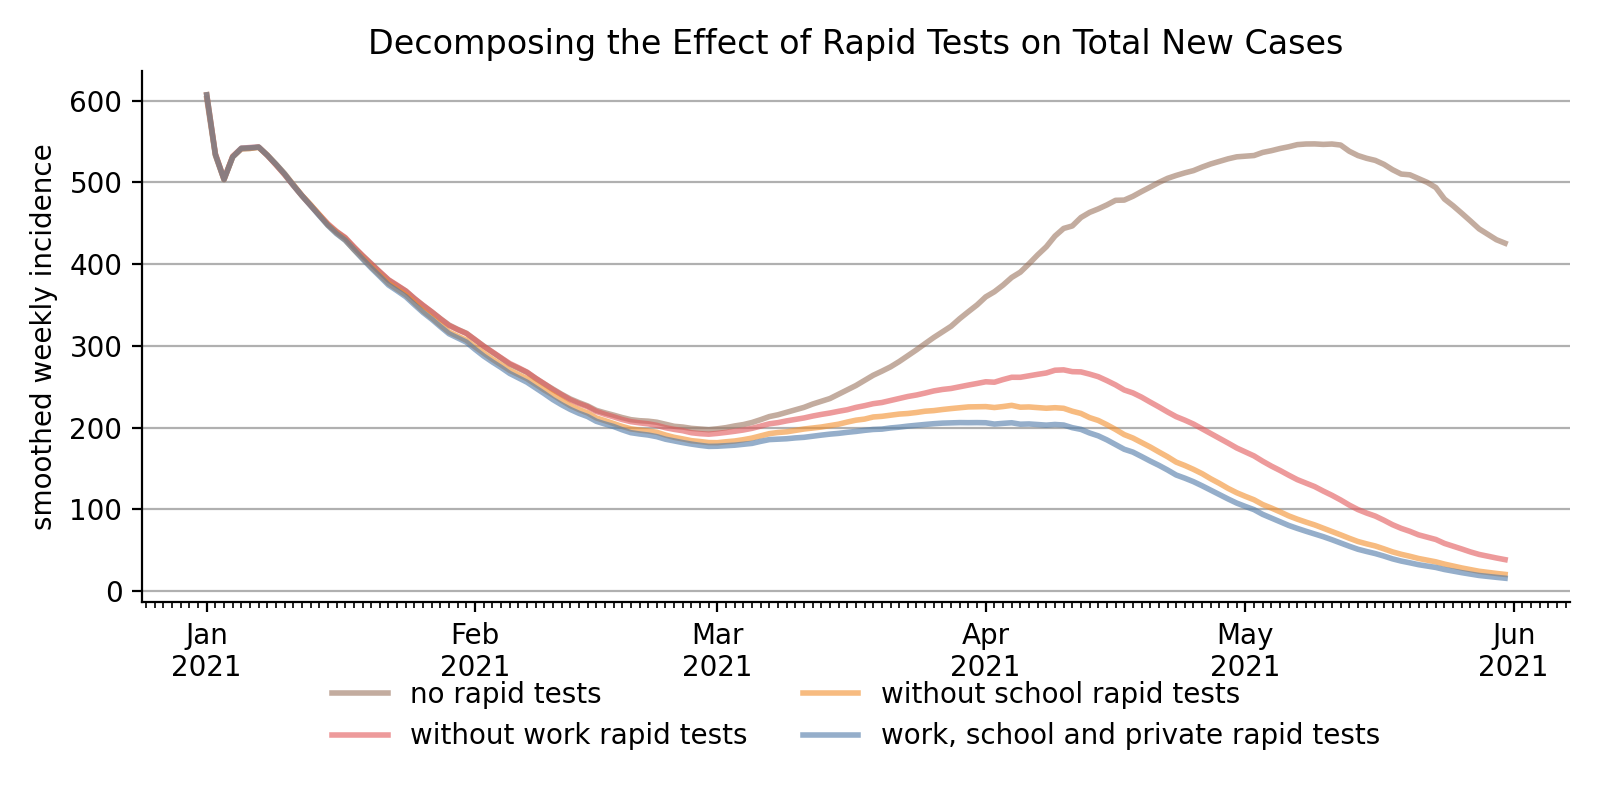 Decomposing the Effect of Rapid Tests on Total New Cases
smoothed weekly incidence
600
500
400
300
200
100
0
Jan Feb Mar Apr May Jun
2021 2021 2021 2021 2021 2021
no rapid tests
without work rapid tests
without school rapid tests
work, school and private rapid tests